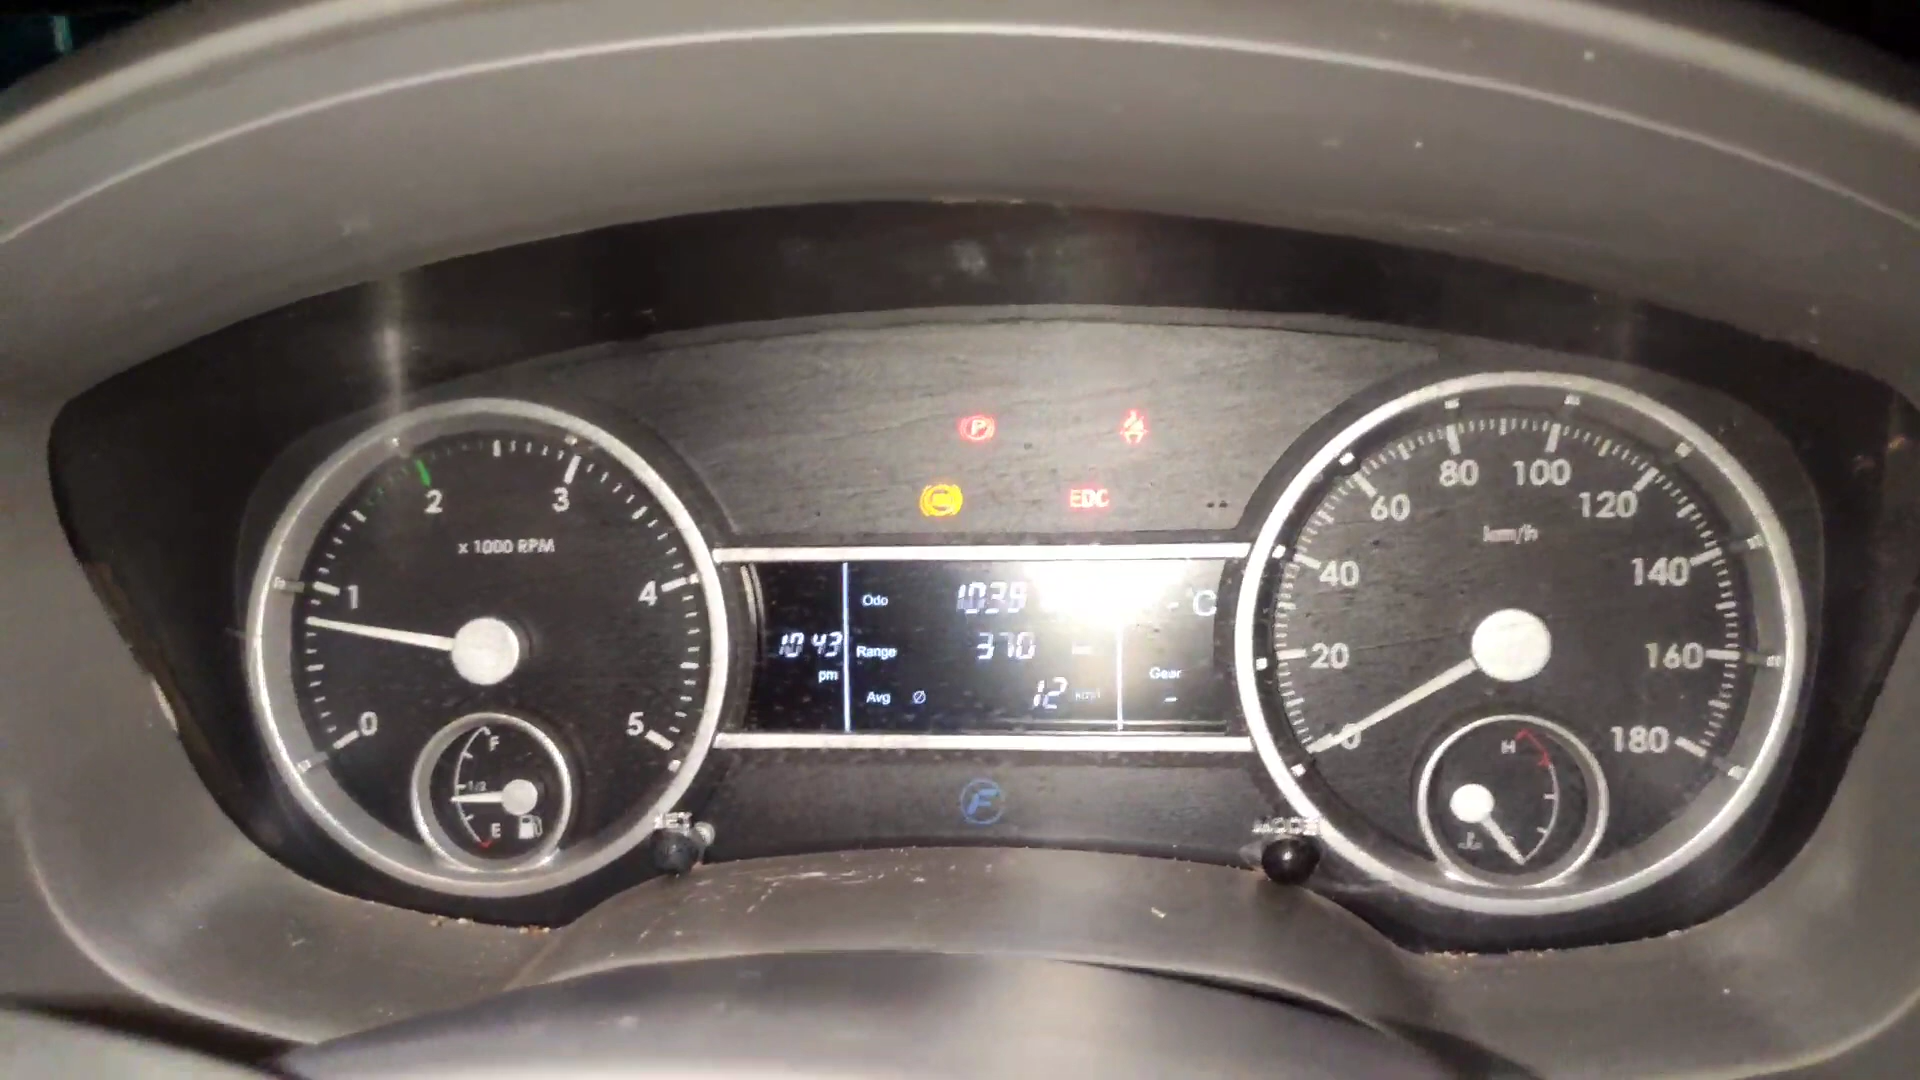 P
EDC
0
1
2
3
4
5
x 1000 RPM
F
1/2
E
SET
10 43
pm
Odo 1039
Range 370
Avg Ø 12
- °C
Gear
-
F
0
20
40
60
80
100
120
140
160
180
km/h
H
MODE